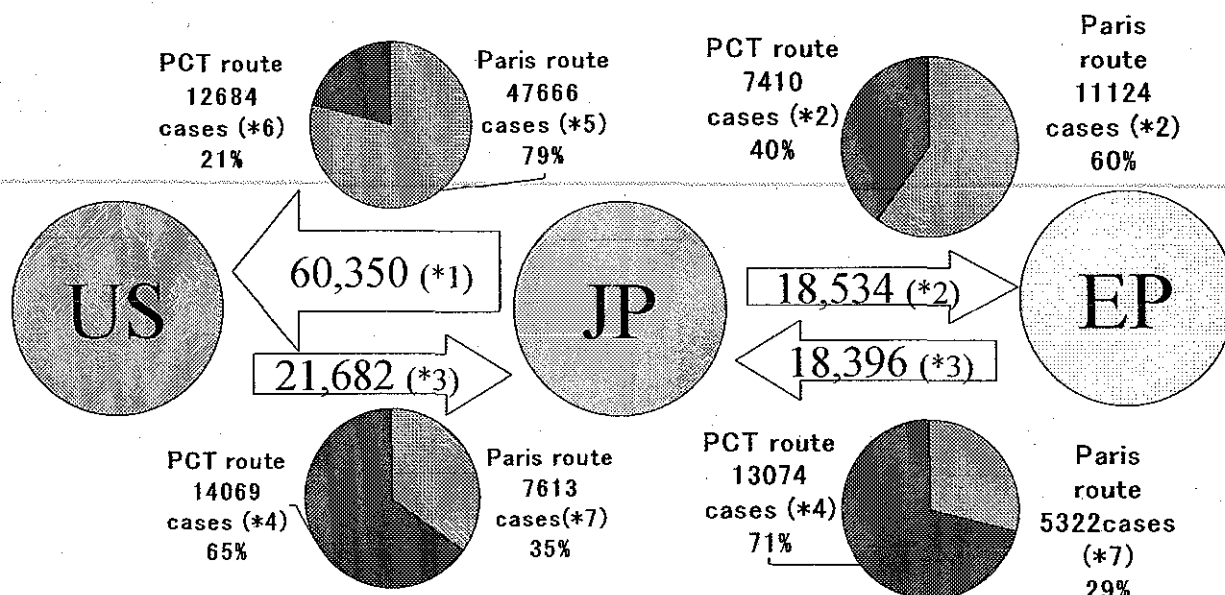 PCT route
12684
cases (*6)
21%
Paris route
47666
cases (*5)
79%
PCT route
7410
cases (*2)
40%
Paris
route
11124
cases (*2)
60%
US
60,350 (*1)
21,682 (*3)
JP
18,534 (*2)
18,396 (*3)
EP
PCT route
14069
cases (*4)
65%
Paris route
7613
cases(*7)
35%
PCT route
13074
cases (*4)
71%
Paris
route
5322cases
(*7)
29%